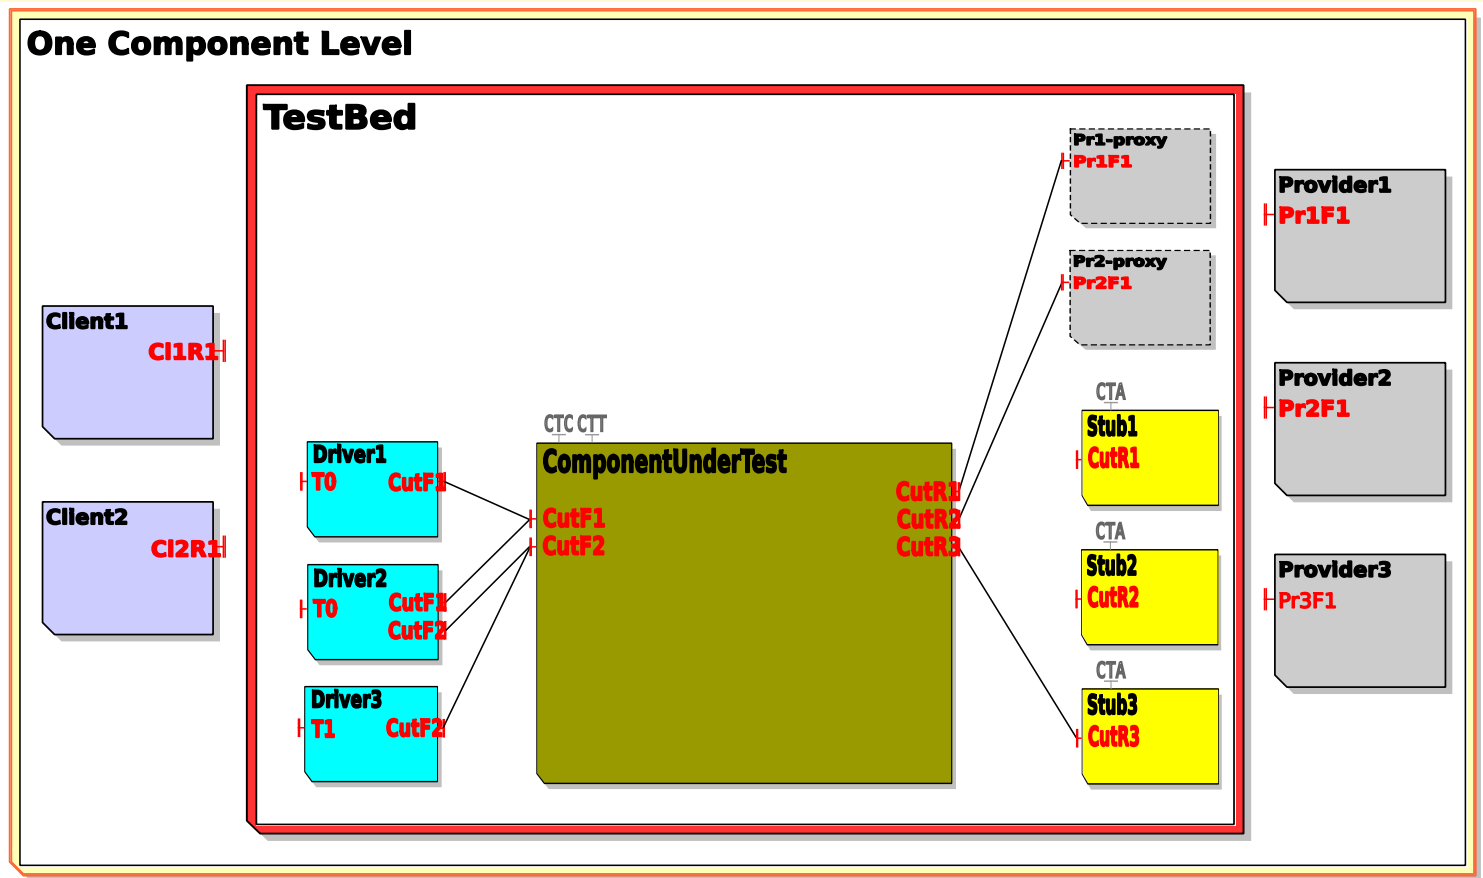 One Component Level
TestBed
Client1
Cl1R1
Client2
Cl2R1
Driver1
T0 CutF1
Driver2
T0 CutF1
CutF2
Driver3
T1 CutF2
CTC CTT
ComponentUnderTest
CutF1
CutF2
CutR1
CutR2
CutR3
Pr1-proxy
Pr1F1
Pr2-proxy
Pr2F1
CTA
Stub1
CutR1
CTA
Stub2
CutR2
CTA
Stub3
CutR3
Provider1
Pr1F1
Provider2
Pr2F1
Provider3
Pr3F1